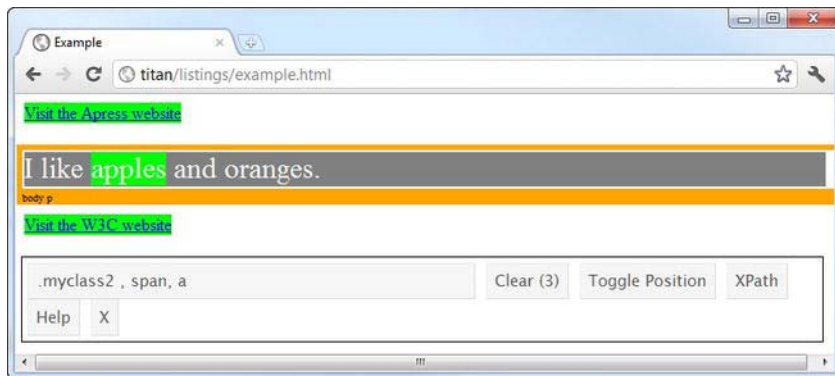 Example
titan/listings/example.html
Visit the Apress website
I like apples and oranges.
body p
Visit the W3C website
.myclass2 , span, a Clear (3) Toggle Position XPath
Help X